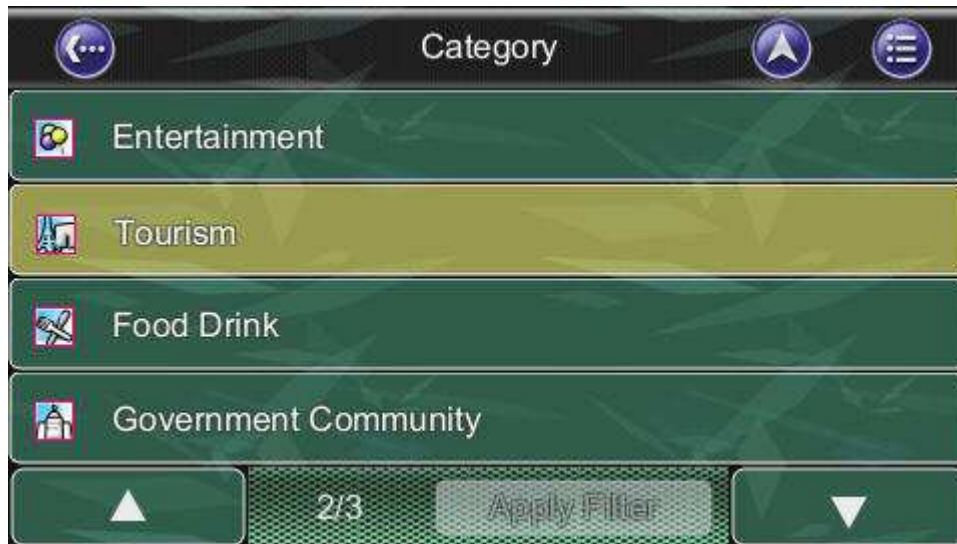 Category
Entertainment
Tourism
Food Drink
Government Community
2/3 Apply Filter